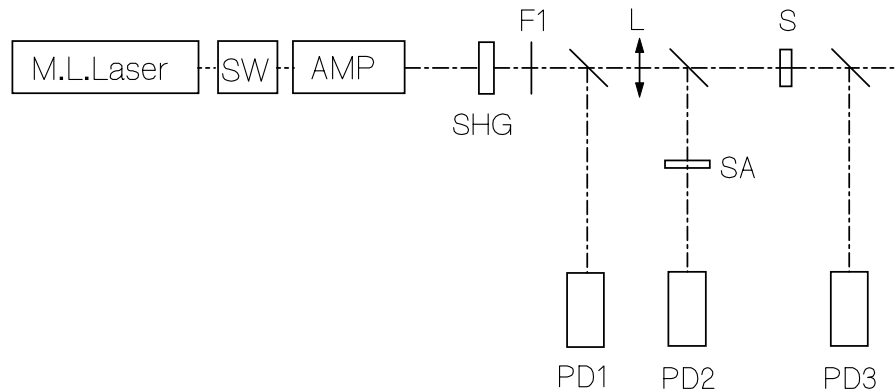 F1 L S
M.L.Laser SW AMP
SHG
SA
PD1 PD2 PD3